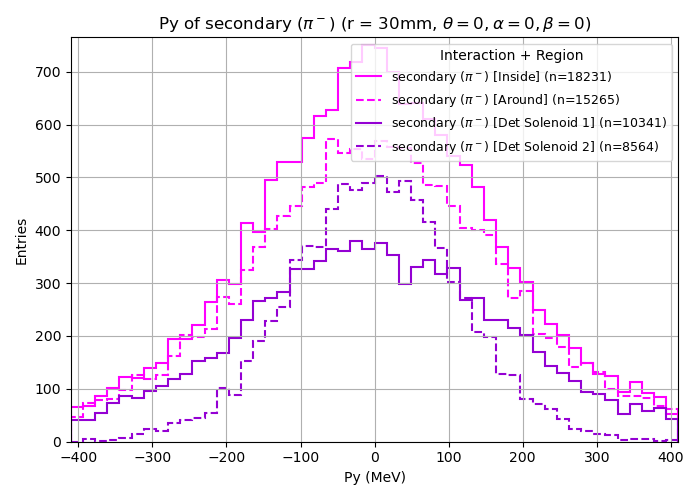 Py of secondary (π⁻) (r = 30mm, θ = 0, α = 0, β = 0)
Interaction + Region
secondary (π⁻) [Inside] (n=18231)
secondary (π⁻) [Around] (n=15265)
secondary (π⁻) [Det Solenoid 1] (n=10341)
secondary (π⁻) [Det Solenoid 2] (n=8564)
Entries
700
600
500
400
300
200
100
0
−400 −300 −200 −100 0 100 200 300 400
Py (MeV)